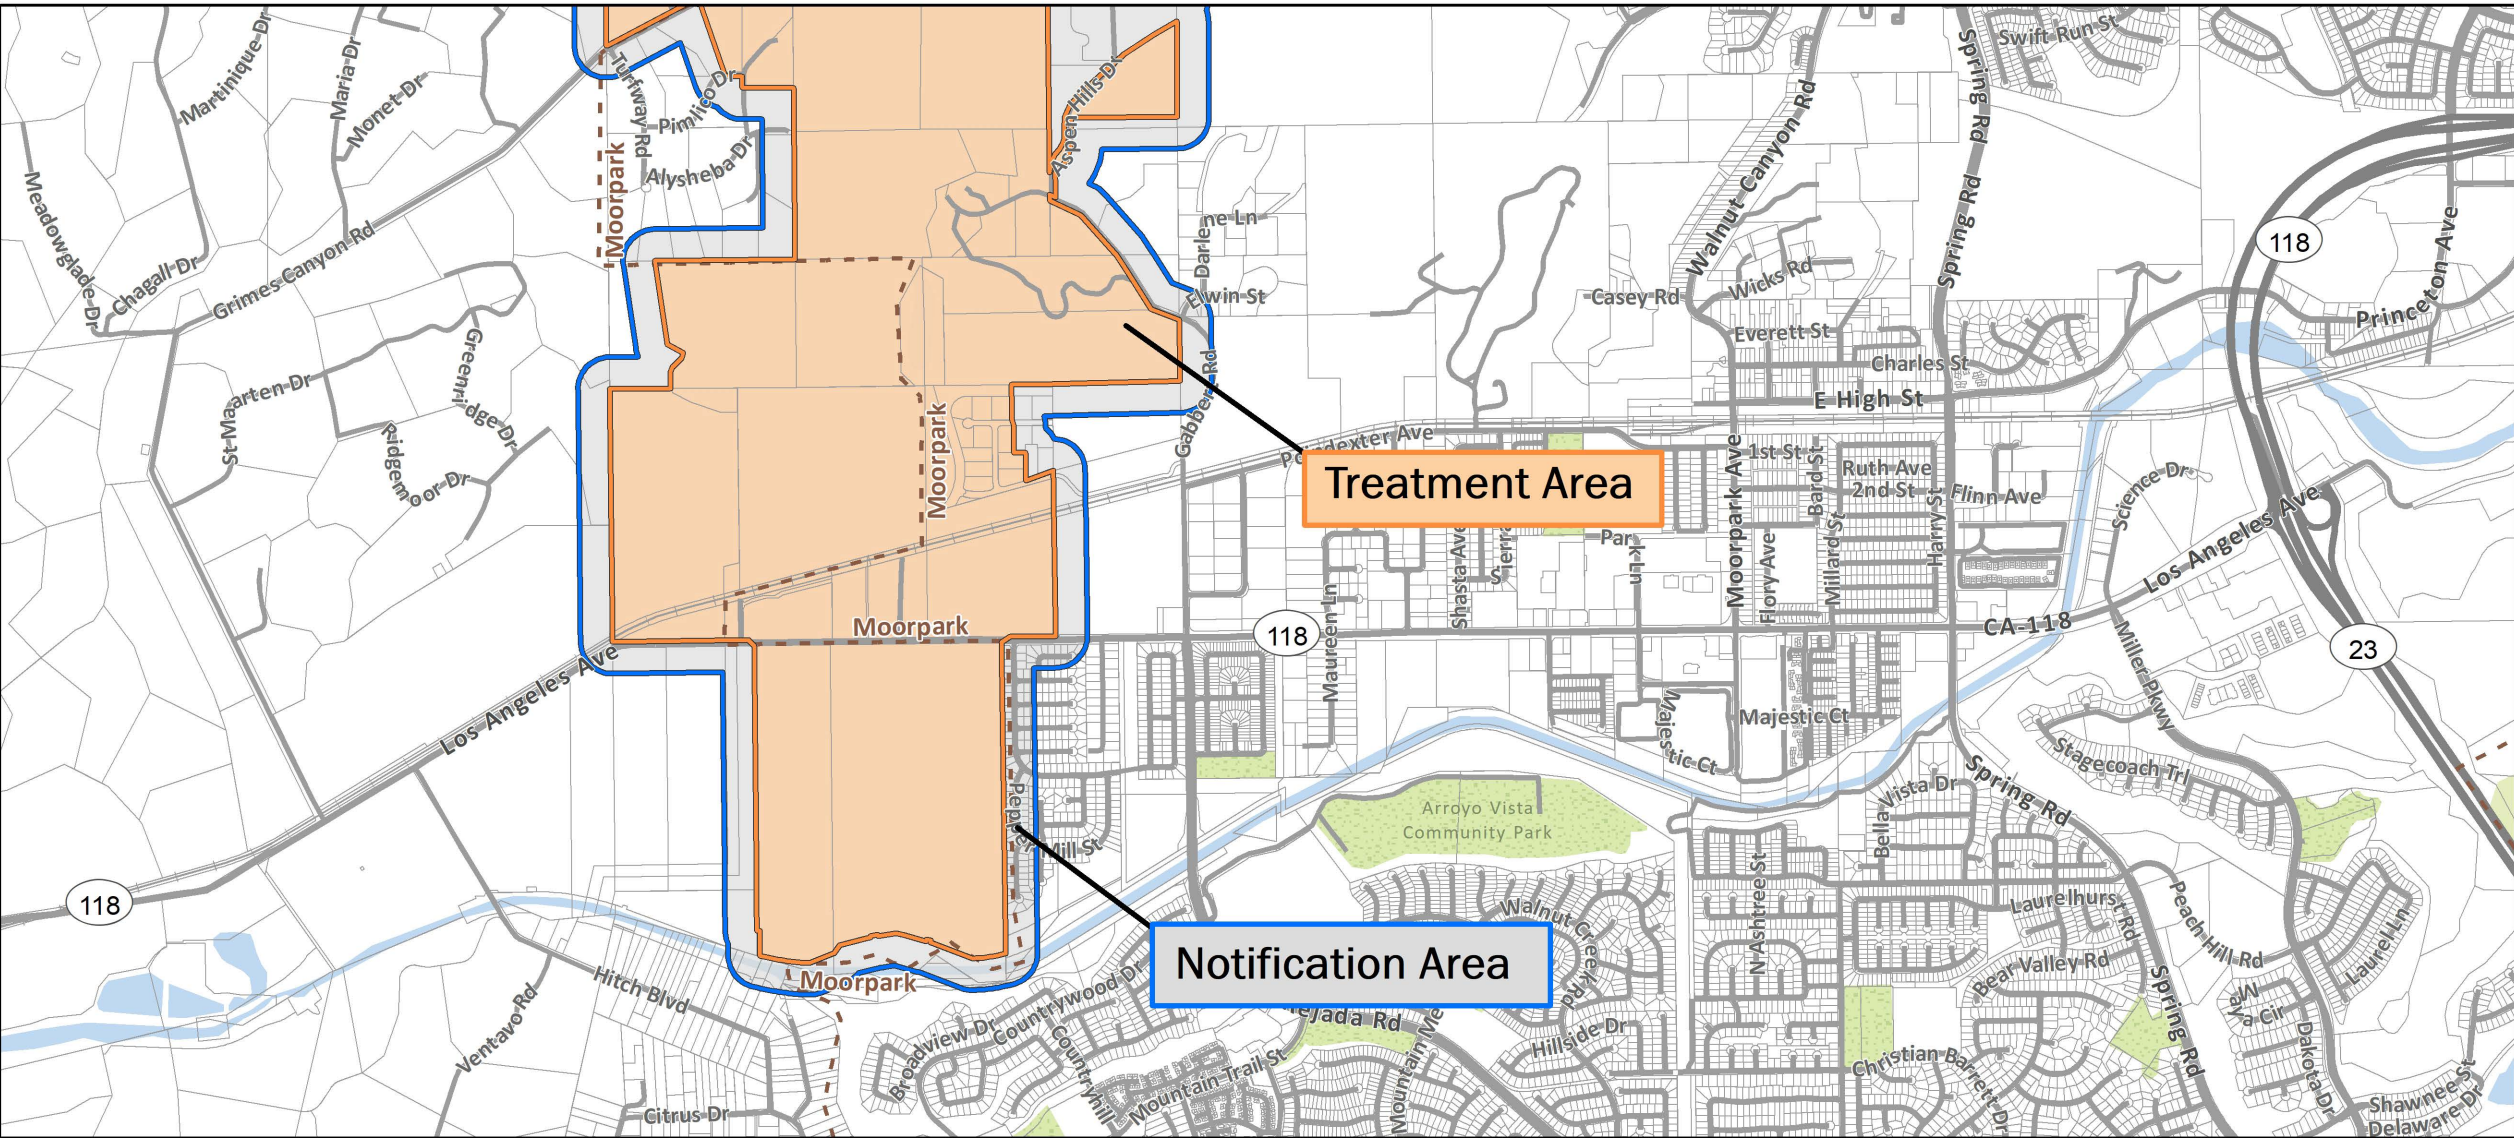 Swift Run St
Martinique Dr
Maria Dr
Monet Dr
Turfway Rd
Pimlico Dr
Alysheba Dr
Aspen Hills Dr
Walnut Canyon Rd
Spring Rd
Spring Rd
Moorpark
Meadowglade Dr
Chagall Dr
Grimes Canyon Rd
Darlene Ln
Elwin St
Casey Rd
Wicks Rd
118
Princeton Ave
Everett St
Charles St
E High St
Greenridge Dr
St Maarten Dr
Ridgemoor Dr
Moorpark
Gabbert Rd
Poindexter Ave
Treatment Area
1st St
Ruth Ave
2nd St
Bard St
Flinn Ave
Science Dr
Los Angeles Ave
Moorpark Ave
Park Ln
Shasta Ave
Sierra
Flory Ave
Millard St
Harry St
Moorpark
118
Maureen Ln
CA-118
Miller Pkwy
23
Los Angeles Ave
Majestic Ct
Majestic Ct
Stagecoach Trl
Spring Rd
Bella Vista Dr
Arroyo Vista
Community Park
Mill St
118
N Ashtree St
Laurelhurst Rd
Peach Hill Rd
Laurel Ln
Walnut Creek Rd
Notification Area
Moorpark
Hitch Blvd
Ventavo Rd
Countrywood Dr
Broadview Dr
Countryhill
Bear Valley Rd
Spring Rd
Maya Cir
Dakota Dr
Hillside Dr
Christian Barrett Dr
Mountain Trail St
Citrus Dr
Shawnee St
Delaware Dr